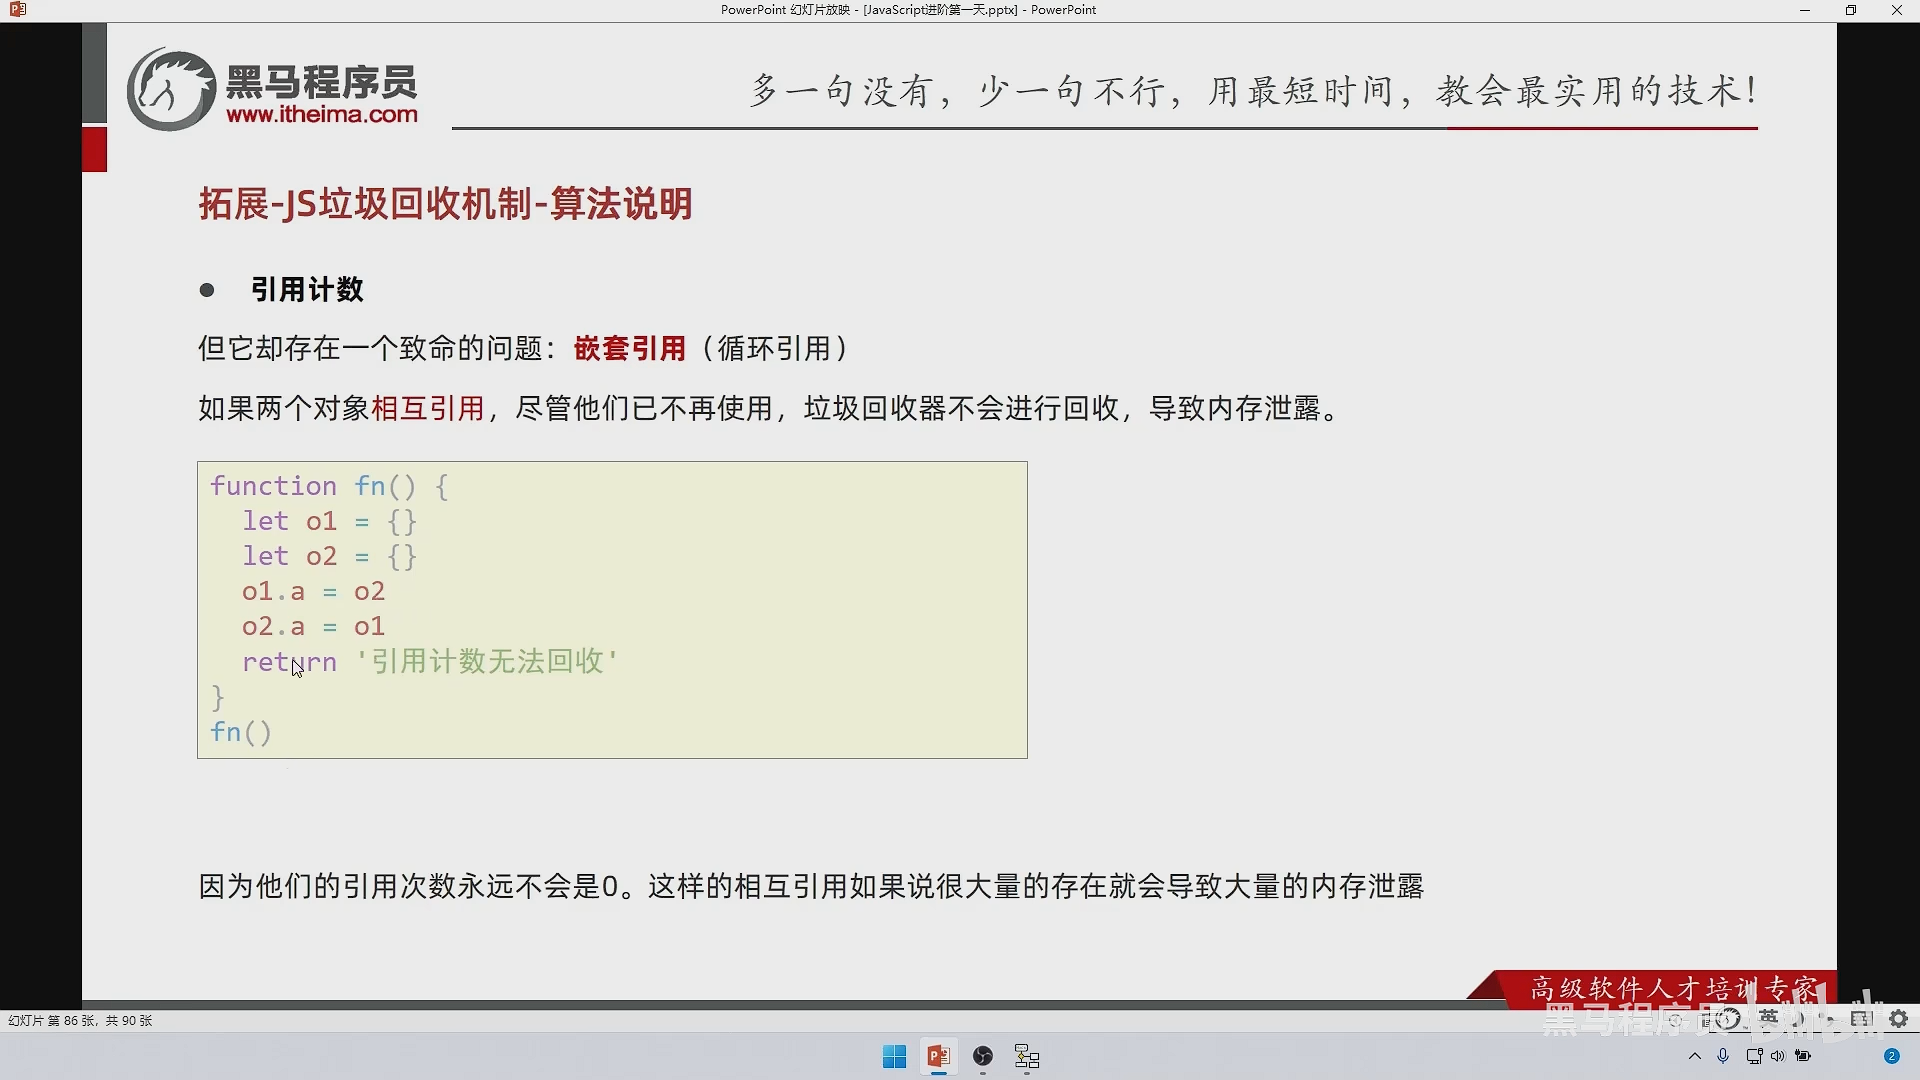 PowerPoint 幻灯片放映 - [JavaScript进阶第一天.pptx] - PowerPoint
黑马程序员
www.itheima.com
多一句没有，少一句不行，用最短时间，教会最实用的技术！
拓展-JS垃圾回收机制-算法说明
● 引用计数
但它却存在一个致命的问题：嵌套引用（循环引用）
如果两个对象相互引用，尽管他们已不再使用，垃圾回收器不会进行回收，导致内存泄露。
function fn() {
  let o1 = {}
  let o2 = {}
  o1.a = o2
  o2.a = o1
  return '引用计数无法回收'
}
fn()
因为他们的引用次数永远不会是0。这样的相互引用如果说很大量的存在就会导致大量的内存泄露
高级软件人才培训专家
幻灯片 第 86 张，共 90 张
黑马程序员
英
2